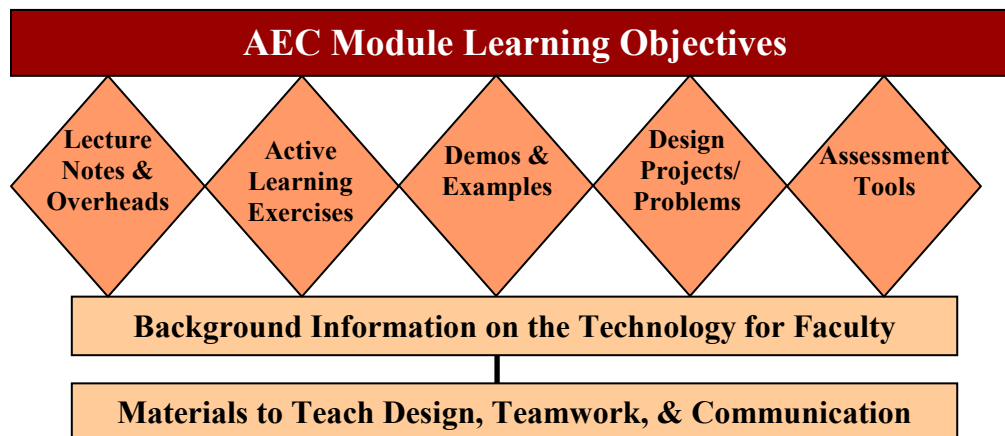 AEC Module Learning Objectives
Lecture
Notes &
Overheads
Active
Learning
Exercises
Demos &
Examples
Design
Projects/
Problems
Assessment
Tools
Background Information on the Technology for Faculty
Materials to Teach Design, Teamwork, & Communication